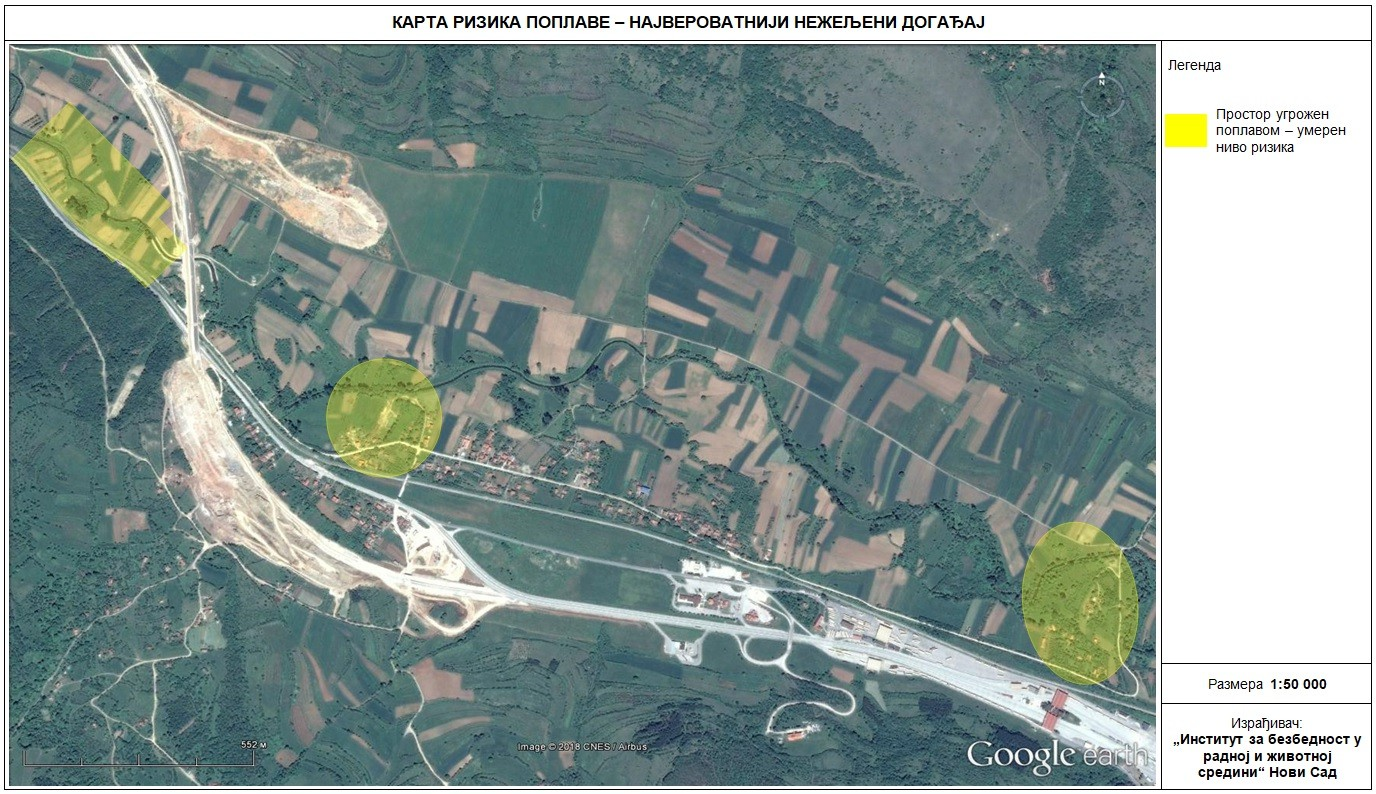 КАРТА РИЗИКА ПОПЛАВЕ – НАЈВЕРОВАТНИЈИ НЕЖЕЉЕНИ ДОГАЂАЈ
Легенда
Простор угрожен
поплавом – умерен
ниво ризика
N
552 м
Image © 2018 CNES / Airbus
Google earth
Размера 1:50 000
Израђивач:
„Институт за безбедност у
радној и животној
средини“ Нови Сад